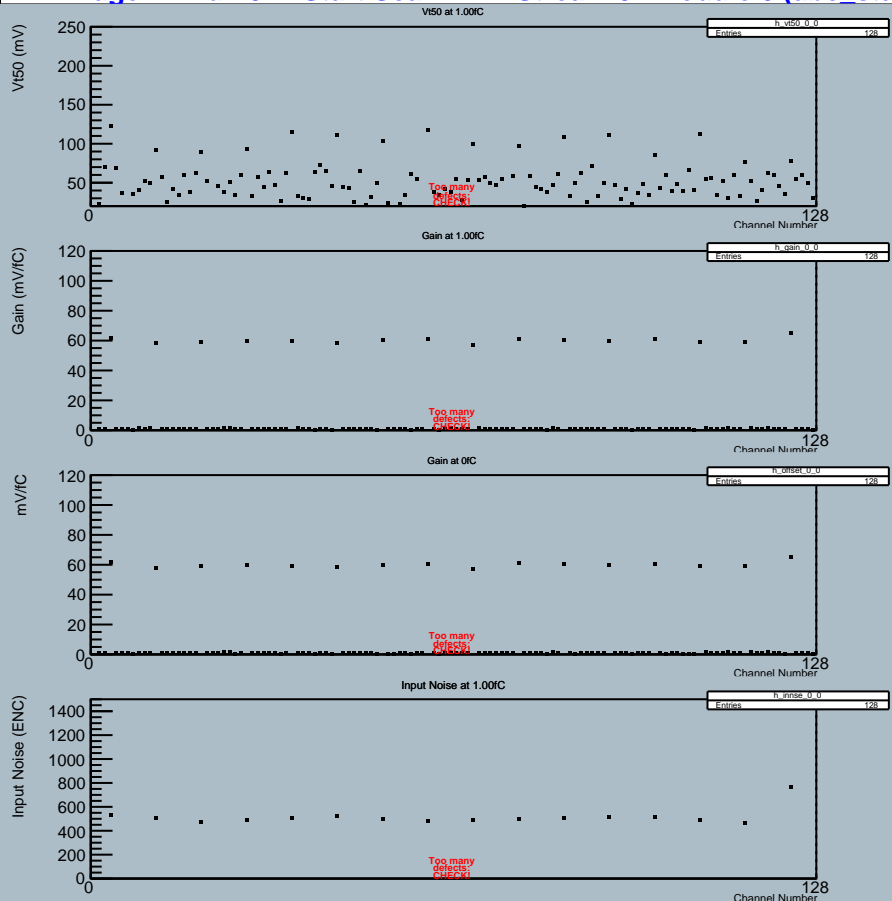 Vt50 at 1.00fC
h_vt50_0_0
Entries 128
Vt50 (mV)
250
200
150
100
50
0
Too many
defects:
CHECK!
128
Channel Number
Gain at 1.00fC
h_gain_0_0
Entries 128
Gain (mV/fC)
120
100
80
60
40
20
0
0
Too many
defects:
CHECK!
128
Channel Number
Gain at 0fC
h_offset_0_0
Entries 128
mV/fC
120
100
80
60
40
20
0
0
Too many
defects:
CHECK!
128
Channel Number
Input Noise at 1.00fC
h_innse_0_0
Entries 128
Input Noise (ENC)
1400
1200
1000
800
600
400
200
0
0
Too many
defects:
CHECK!
128
Channel Number